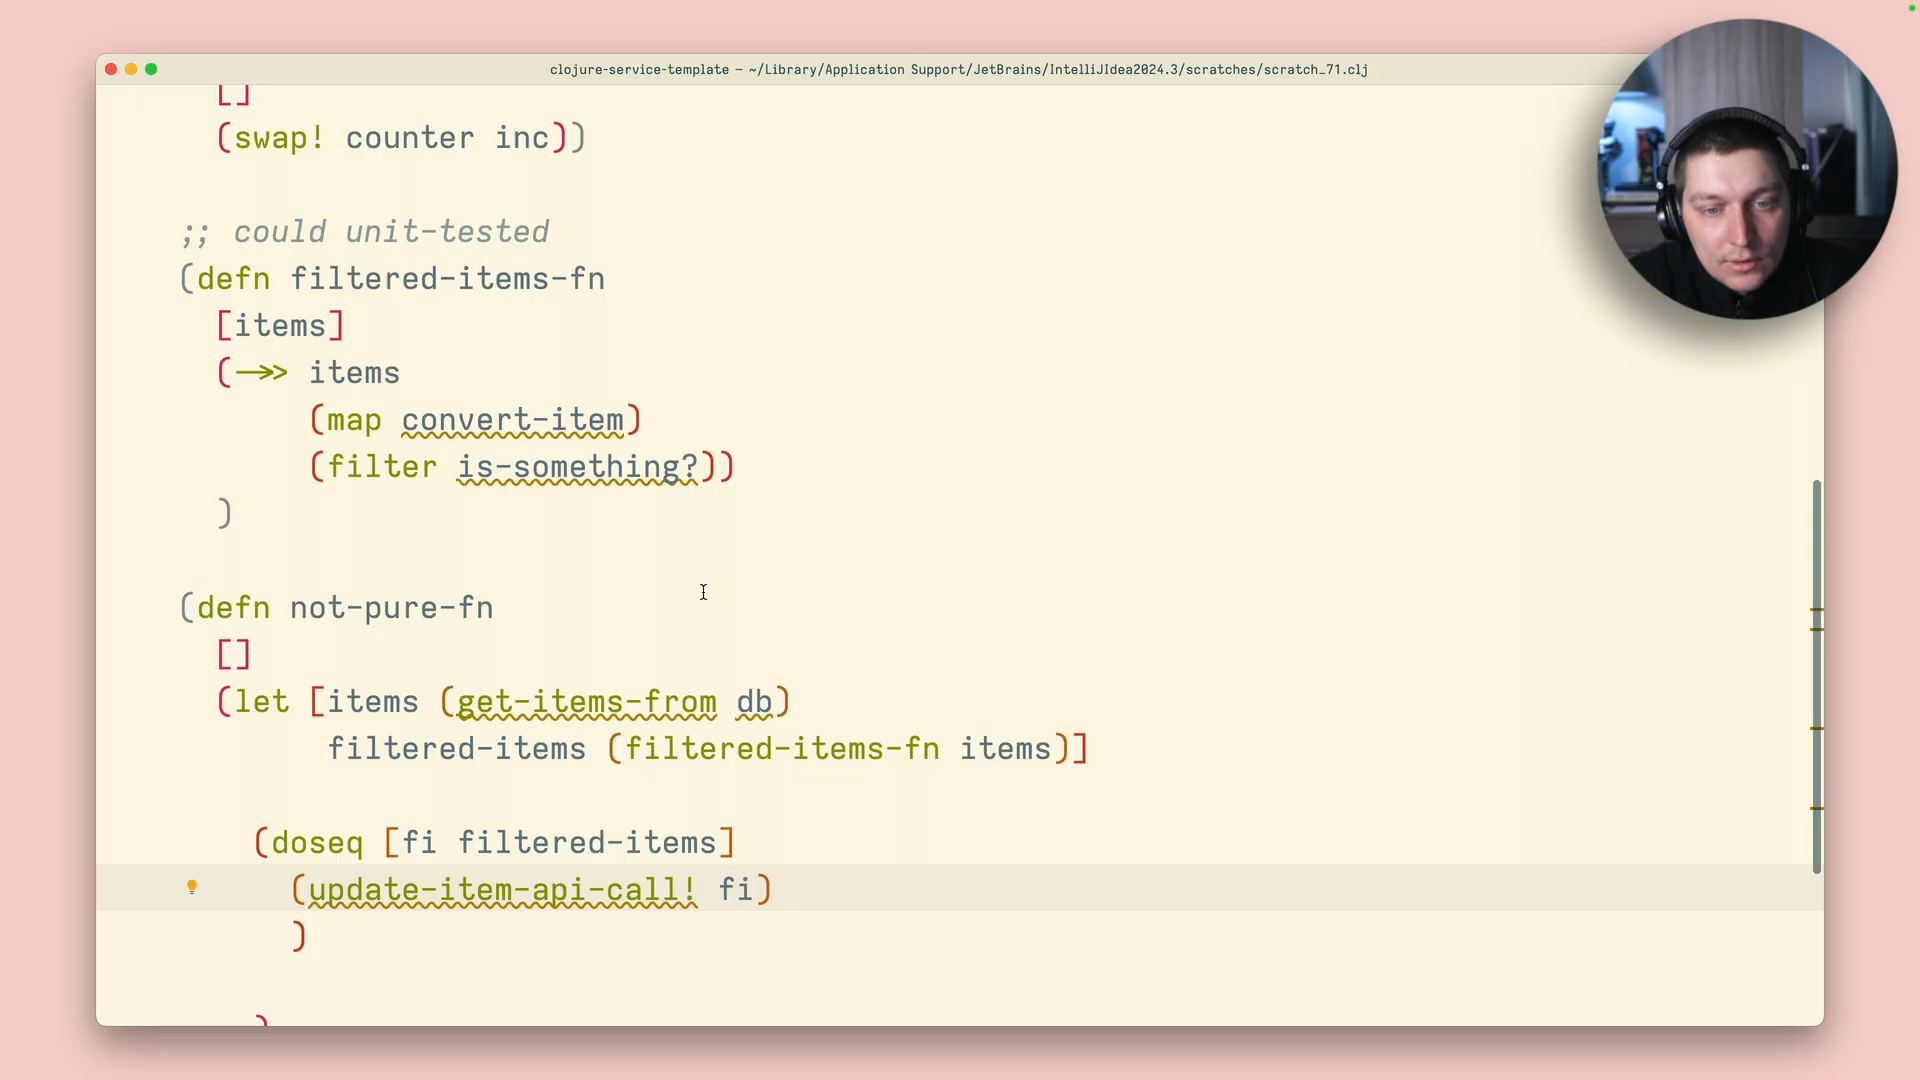 clojure-service-template – ~/Library/Application Support/JetBrains/IntelliJIdea2024.3/scratches/scratch_71.clj
[]
(swap! counter inc))
;; could unit-tested
(defn filtered-items-fn
[items]
(->> items
(map convert-item)
(filter is-something?))
)
(defn not-pure-fn
[]
(let [items (get-items-from db)
filtered-items (filtered-items-fn items)]
(doseq [fi filtered-items]
(update-item-api-call! fi)
)
)